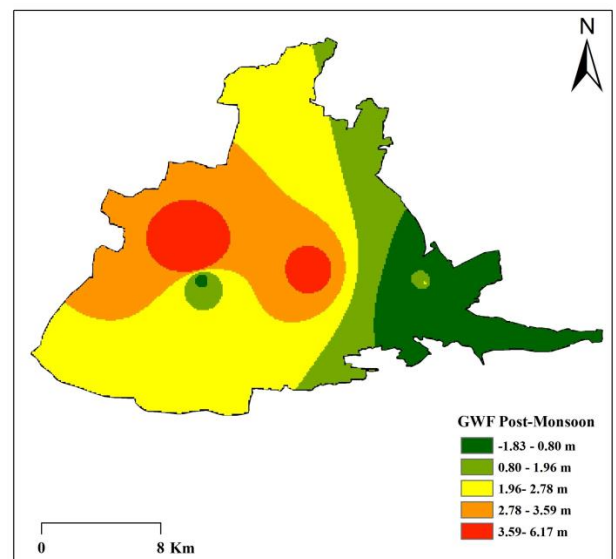 N
GWF Post-Monsoon
-1.83 - 0.80 m
0.80 - 1.96 m
1.96- 2.78 m
2.78 - 3.59 m
3.59- 6.17 m
0 8 Km